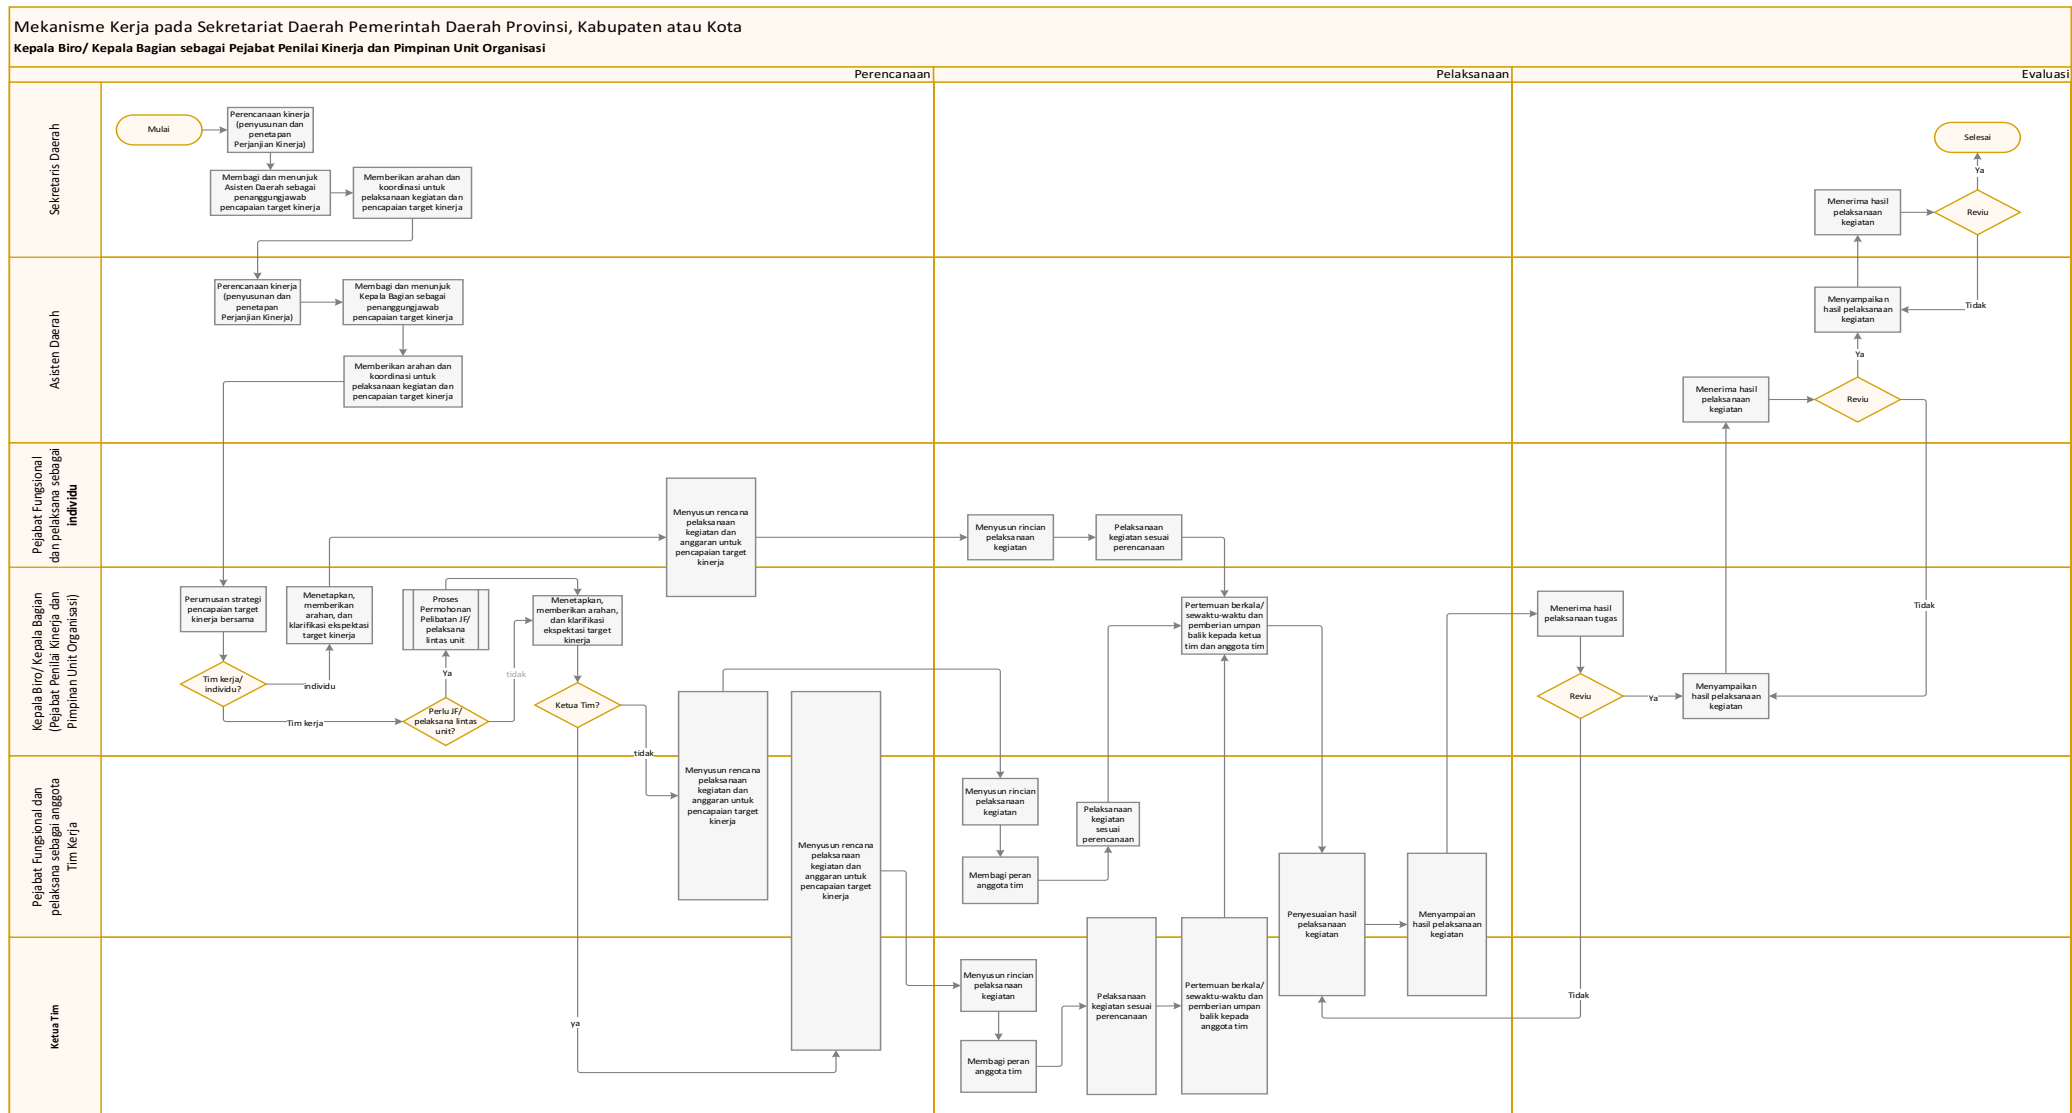 Mekanisme Kerja pada Sekretariat Daerah Pemerintah Daerah Provinsi, Kabupaten atau Kota
Kepala Biro/ Kepala Bagian sebagai Pejabat Penilai Kinerja dan Pimpinan Unit Organisasi
Perencanaan
Pelaksanaan
Evaluasi
Sekretaris Daerah
Mulai
Perencanaan kinerja
(penyusunan dan
penetapan
Perjanjian Kinerja)
Membagi dan menunjuk
Asisten Daerah sebagai
penanggungjawab
pencapaian target kinerja
Memberikan arahan dan
koordinasi untuk
pelaksanaan kegiatan dan
pencapaian target kinerja
Menerima hasil
pelaksanaan
kegiatan
Reviu
Ya
Selesai
Tidak
Asisten Daerah
Perencanaan kinerja
(penyusunan dan
penetapan
Perjanjian Kinerja)
Membagi dan menunjuk
Kepala Bagian sebagai
penanggungjawab
pencapaian target kinerja
Memberikan arahan dan
koordinasi untuk
pelaksanaan kegiatan dan
pencapaian target kinerja
Menyampaikan
hasil pelaksanaan
kegiatan
Ya
Menerima hasil
pelaksanaan
kegiatan
Reviu
Tidak
Pejabat Fungsional
dan pelaksana sebagai
individu
Menyusun rencana
pelaksanaan
kegiatan dan
anggaran untuk
pencapaian target
kinerja
Menyusun rincian
pelaksanaan
kegiatan
Pelaksanaan
kegiatan sesuai
perencanaan
Kepala Biro/ Kepala Bagian
(Pejabat Penilai Kinerja dan
Pimpinan Unit Organisasi)
Perumusan strategi
pencapaian target
kinerja bersama
Tim kerja/
individu?
individu
Tim kerja
Menetapkan,
memberikan
arahan, dan
klarifikasi ekspektasi
target kinerja
Proses
Permohonan
Pelibatan JF/
pelaksana
lintas unit
Ya
Perlu JF/
pelaksana lintas
unit?
tidak
Menetapkan,
memberikan arahan,
dan klarifikasi
ekspektasi target
kinerja
Ketua Tim?
tidak
ya
Pertemuan berkala/
sewaktu-waktu dan
pemberian umpan
balik kepada ketua
tim dan anggota tim
Menerima hasil
pelaksanaan tugas
Reviu
Ya
Tidak
Menyampaikan
hasil pelaksanaan
kegiatan
Pejabat Fungsional dan
pelaksana sebagai anggota
Tim Kerja
Menyusun rencana
pelaksanaan
kegiatan dan
anggaran untuk
pencapaian target
kinerja
Menyusun rencana
pelaksanaan
kegiatan dan
anggaran untuk
pencapaian target
kinerja
Menyusun rincian
pelaksanaan
kegiatan
Membagi peran
anggota tim
Pelaksanaan
kegiatan
sesuai
perencanaan
Penyesuaian hasil
pelaksanaan
kegiatan
Menyampaian
hasil pelaksanaan
kegiatan
Ketua Tim
Menyusun rincian
pelaksanaan
kegiatan
Membagi peran
anggota tim
Pelaksanaan
kegiatan sesuai
perencanaan
Pertemuan berkala/
sewaktu-waktu dan
pemberian umpan
balik kepada
anggota tim